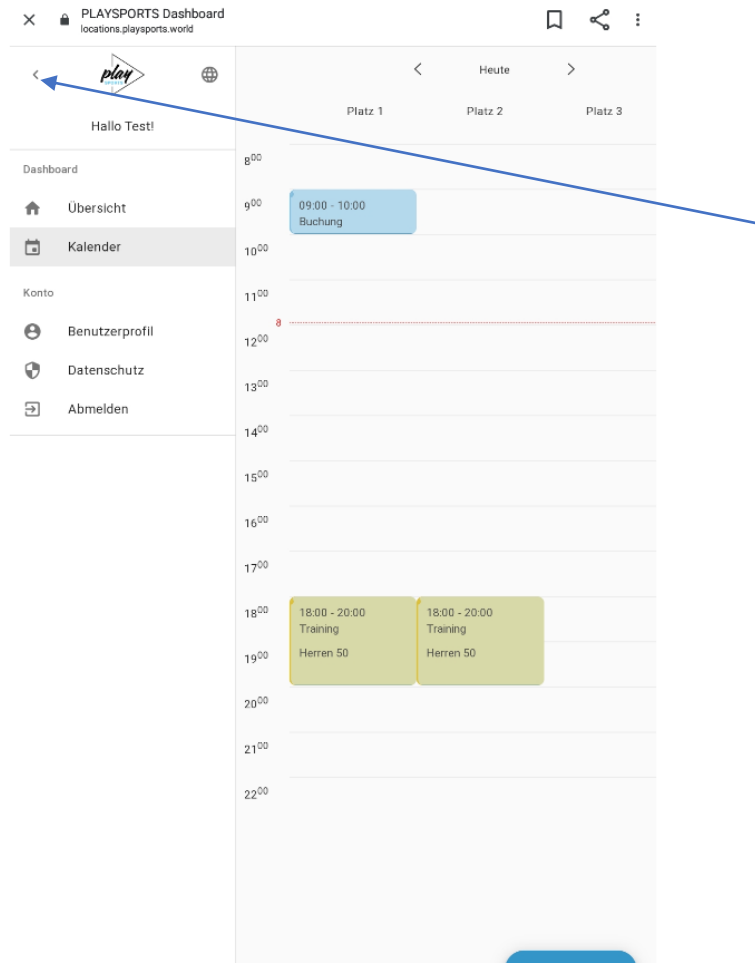 PLAYSPORTS Dashboard
locations.playsports.world
play
Hallo Test!
Dashboard
Übersicht
Kalender
Konto
Benutzerprofil
Datenschutz
Abmelden
Heute
Platz 1 Platz 2 Platz 3
8⁰⁰
9⁰⁰
09:00 - 10:00
Buchung
10⁰⁰
11⁰⁰
8
12⁰⁰
13⁰⁰
14⁰⁰
15⁰⁰
16⁰⁰
17⁰⁰
18⁰⁰
18:00 - 20:00
Training
Herren 50
18:00 - 20:00
Training
Herren 50
19⁰⁰
20⁰⁰
21⁰⁰
22⁰⁰